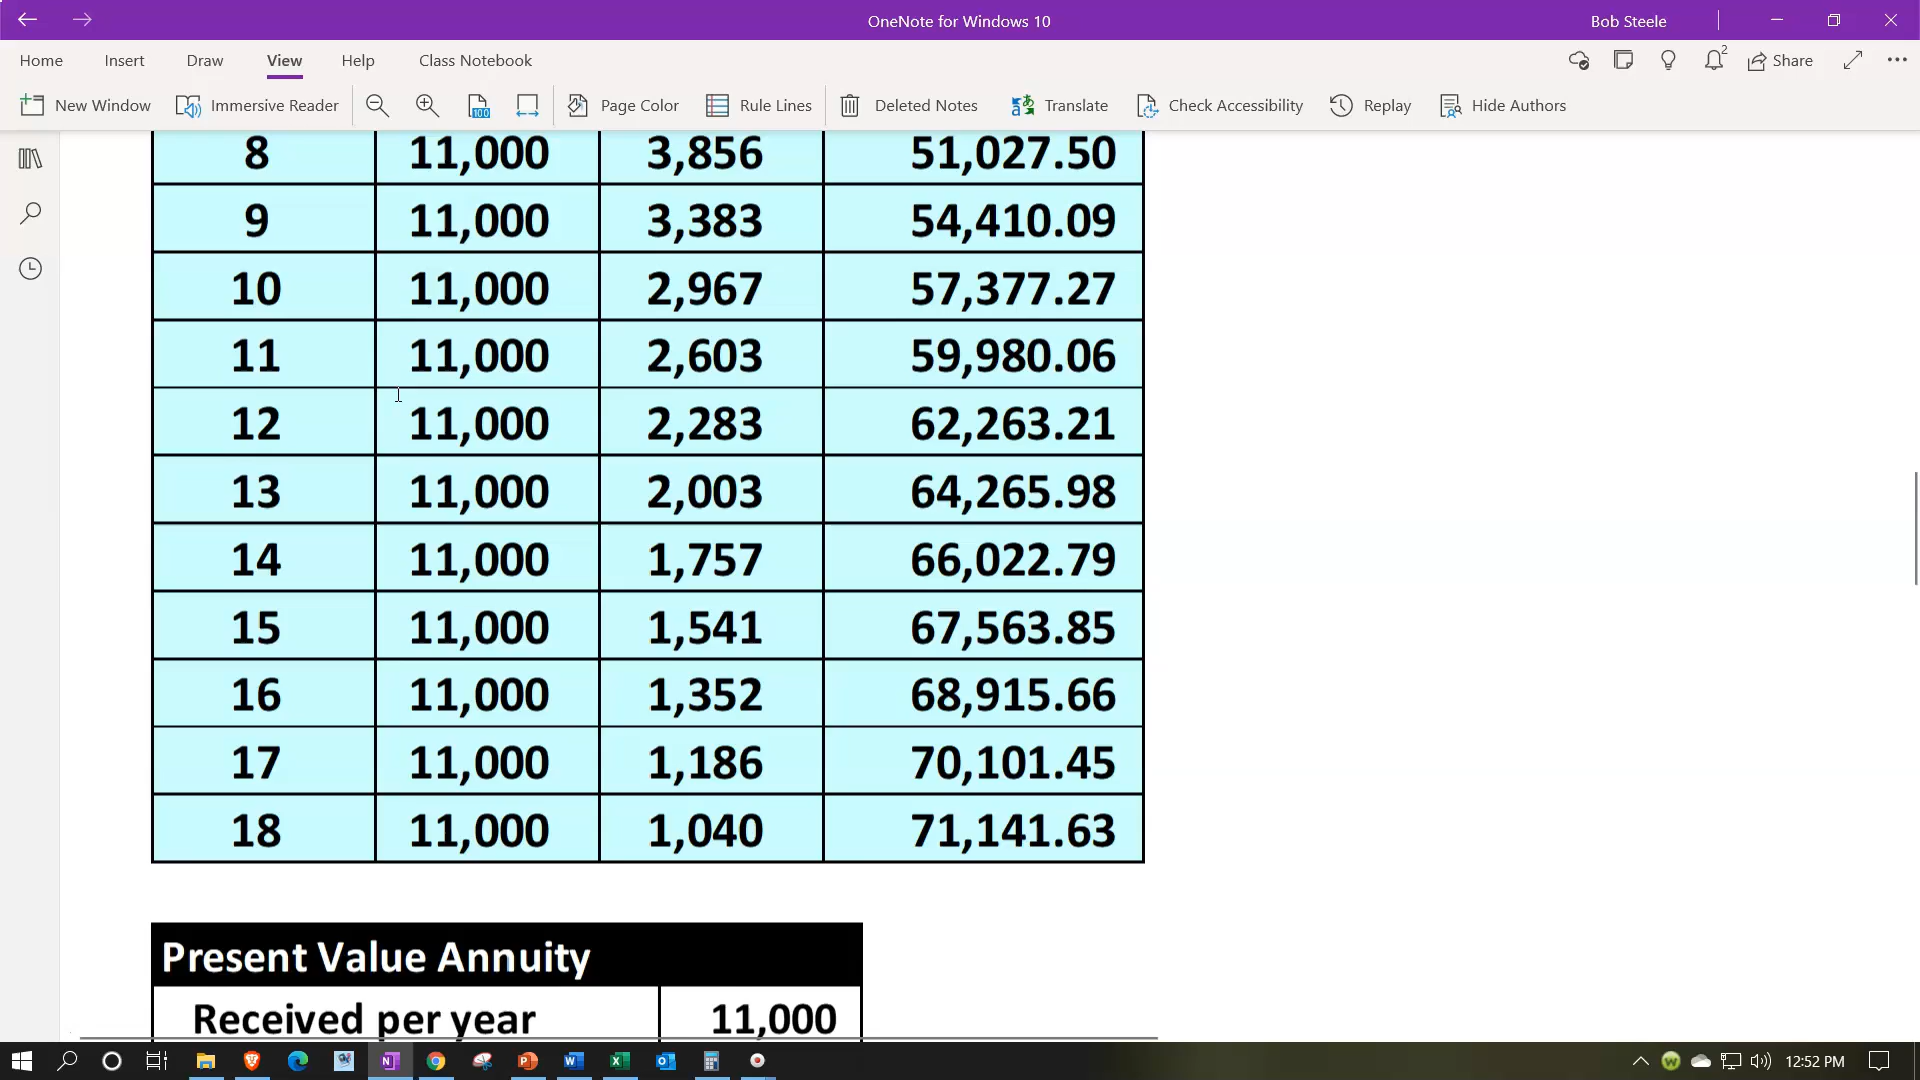 OneNote for Windows 10
Bob Steele
Home Insert Draw View Help Class Notebook
2
Share
New Window Immersive Reader 100 Page Color Rule Lines Deleted Notes Translate Check Accessibility Replay Hide Authors
8 11,000 3,856 51,027.50
9 11,000 3,383 54,410.09
10 11,000 2,967 57,377.27
11 11,000 2,603 59,980.06
12 11,000 2,283 62,263.21
13 11,000 2,003 64,265.98
14 11,000 1,757 66,022.79
15 11,000 1,541 67,563.85
16 11,000 1,352 68,915.66
17 11,000 1,186 70,101.45
18 11,000 1,040 71,141.63
Present Value Annuity
Received per year 11,000
12:52 PM